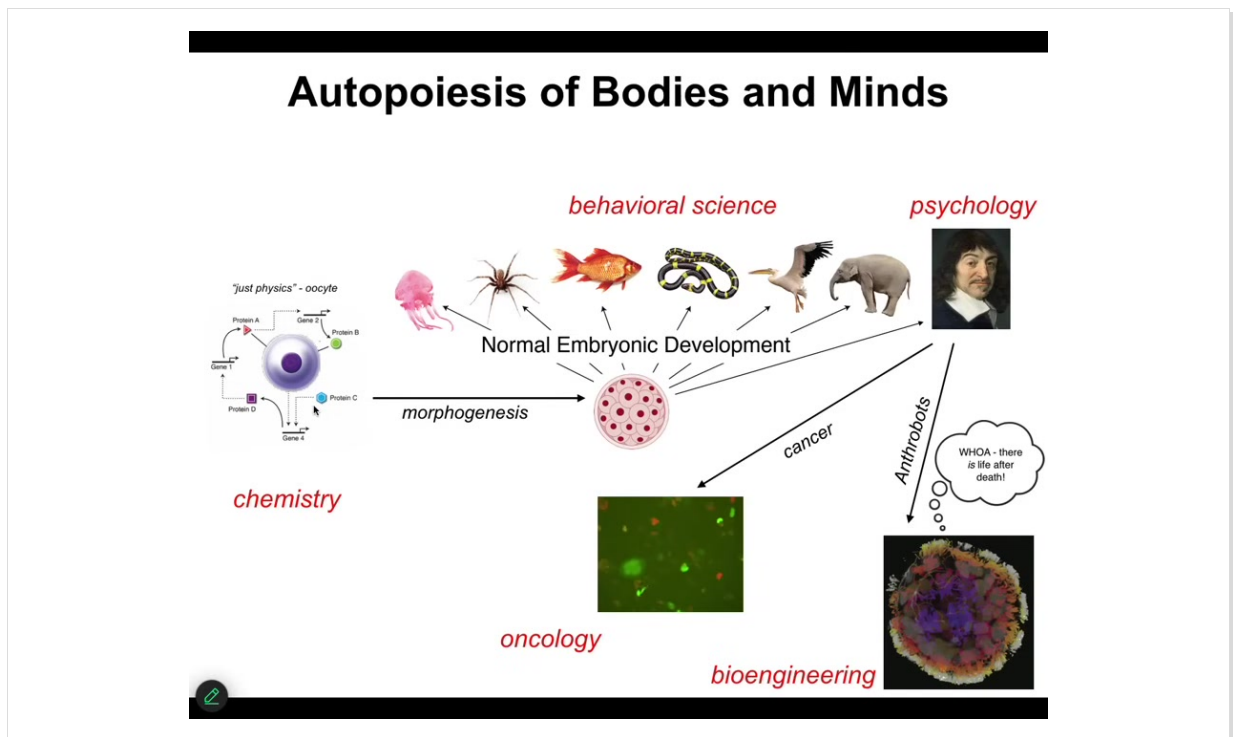 Autopoiesis of Bodies and Minds
behavioral science
psychology
"just physics" - oocyte
Protein A
Gene 2
Protein B
Gene 1
Protein D
Protein C
Gene 4
Normal Embryonic Development
morphogenesis
chemistry
cancer
Anthrobots
WHOA - there
is life after
death!
oncology
bioengineering